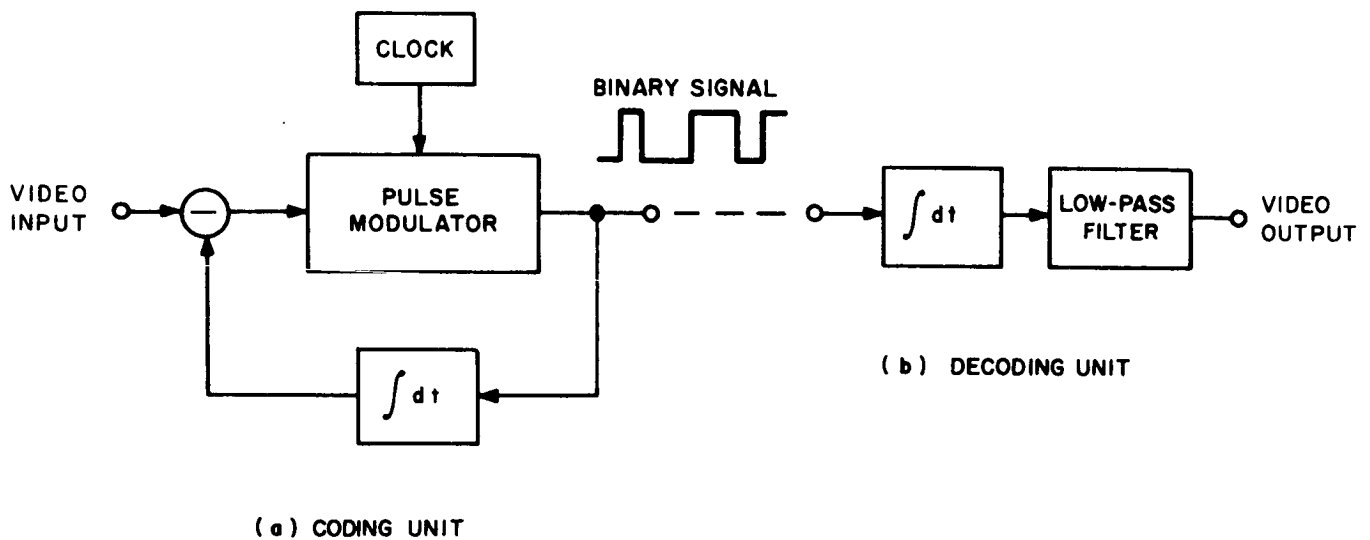 CLOCK
BINARY SIGNAL
VIDEO
INPUT
−
PULSE
MODULATOR
∫ dt
LOW-PASS
FILTER
VIDEO
OUTPUT
∫ dt
(b) DECODING UNIT
(a) CODING UNIT